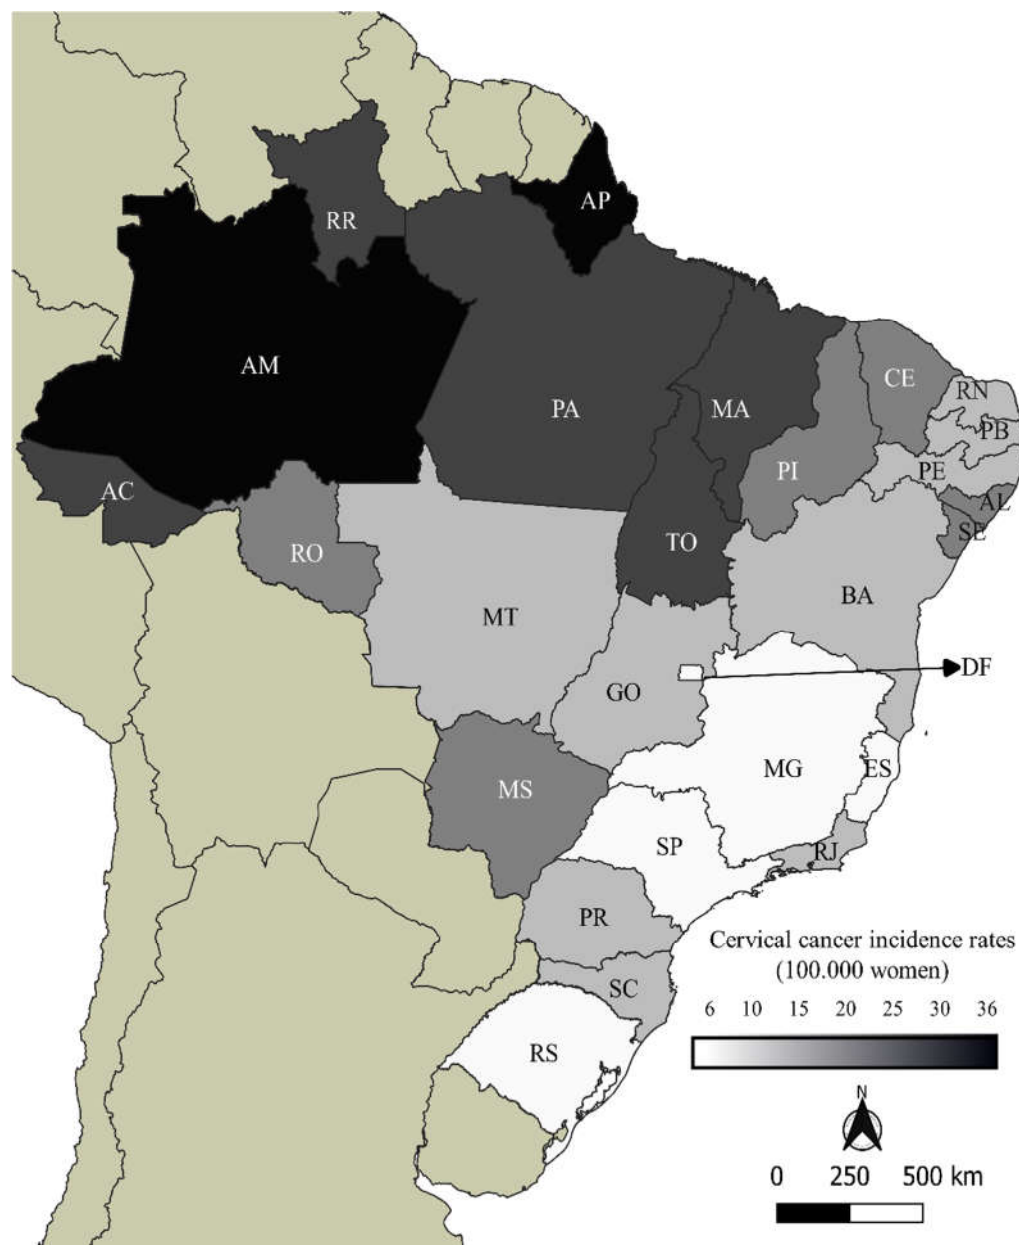 AP
RR
AM
PA
MA
CE
RN
PB
PI
PE
AC
AL
SE
RO
TO
BA
MT
DF
GO
MG
ES
MS
SP
RJ
PR
Cervical cancer incidence rates
(100.000 women)
SC
6 10 15 20 25 30 36
RS
N
0 250 500 km